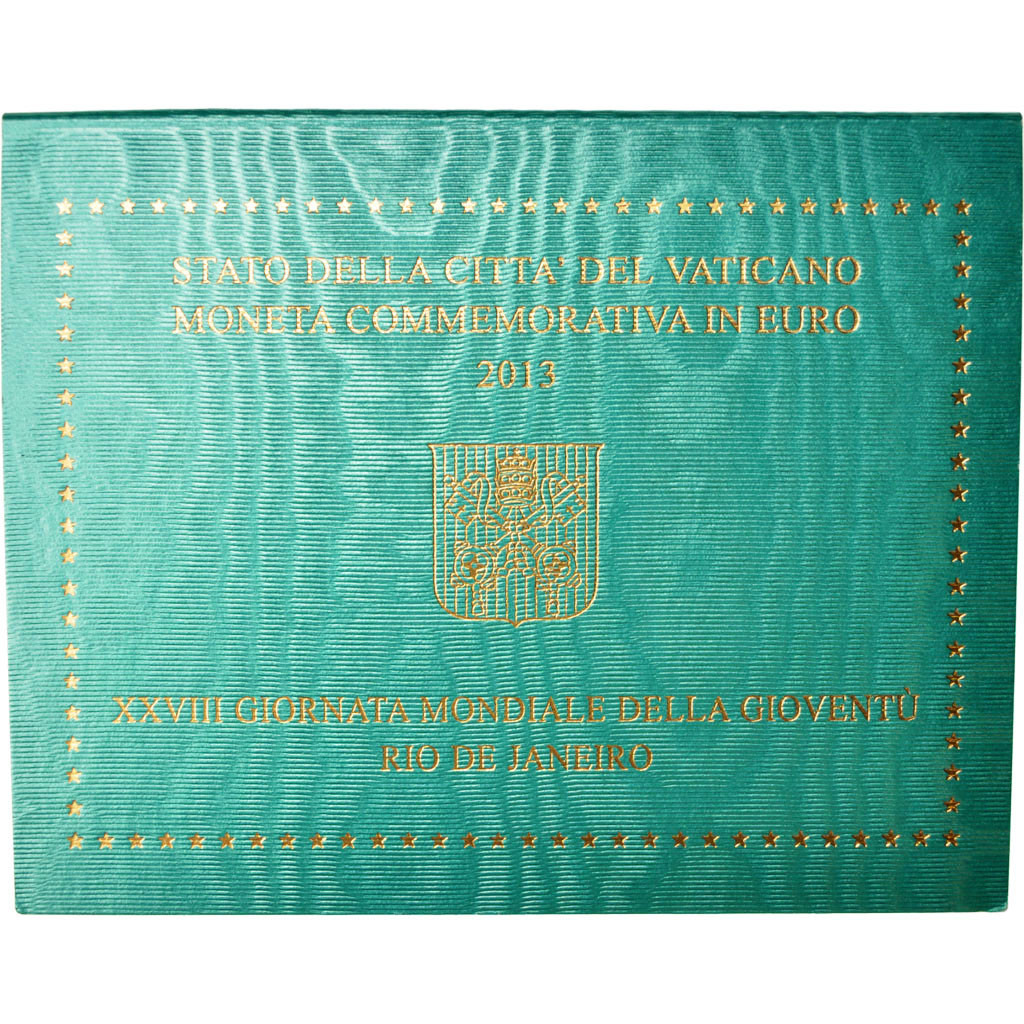 STATO DELLA CITTA' DEL VATICANO
MONETA COMMEMORATIVA IN EURO
2013
XXVIII GIORNATA MONDIALE DELLA GIOVENTÙ
RIO DE JANEIRO